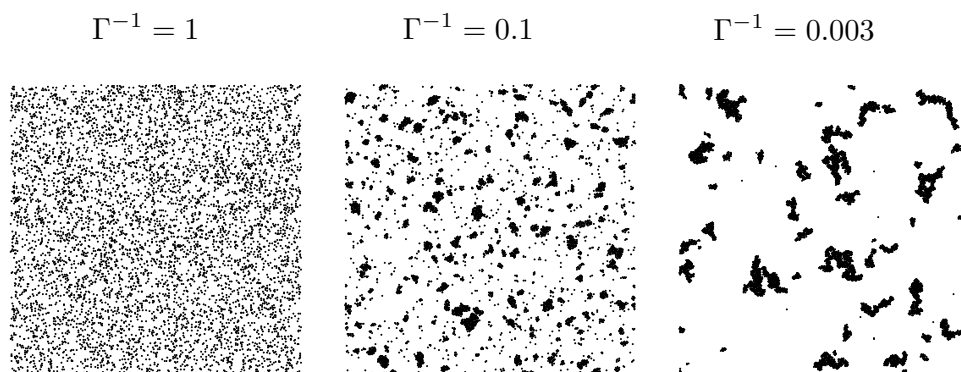 Γ⁻¹ = 1
Γ⁻¹ = 0.1
Γ⁻¹ = 0.003